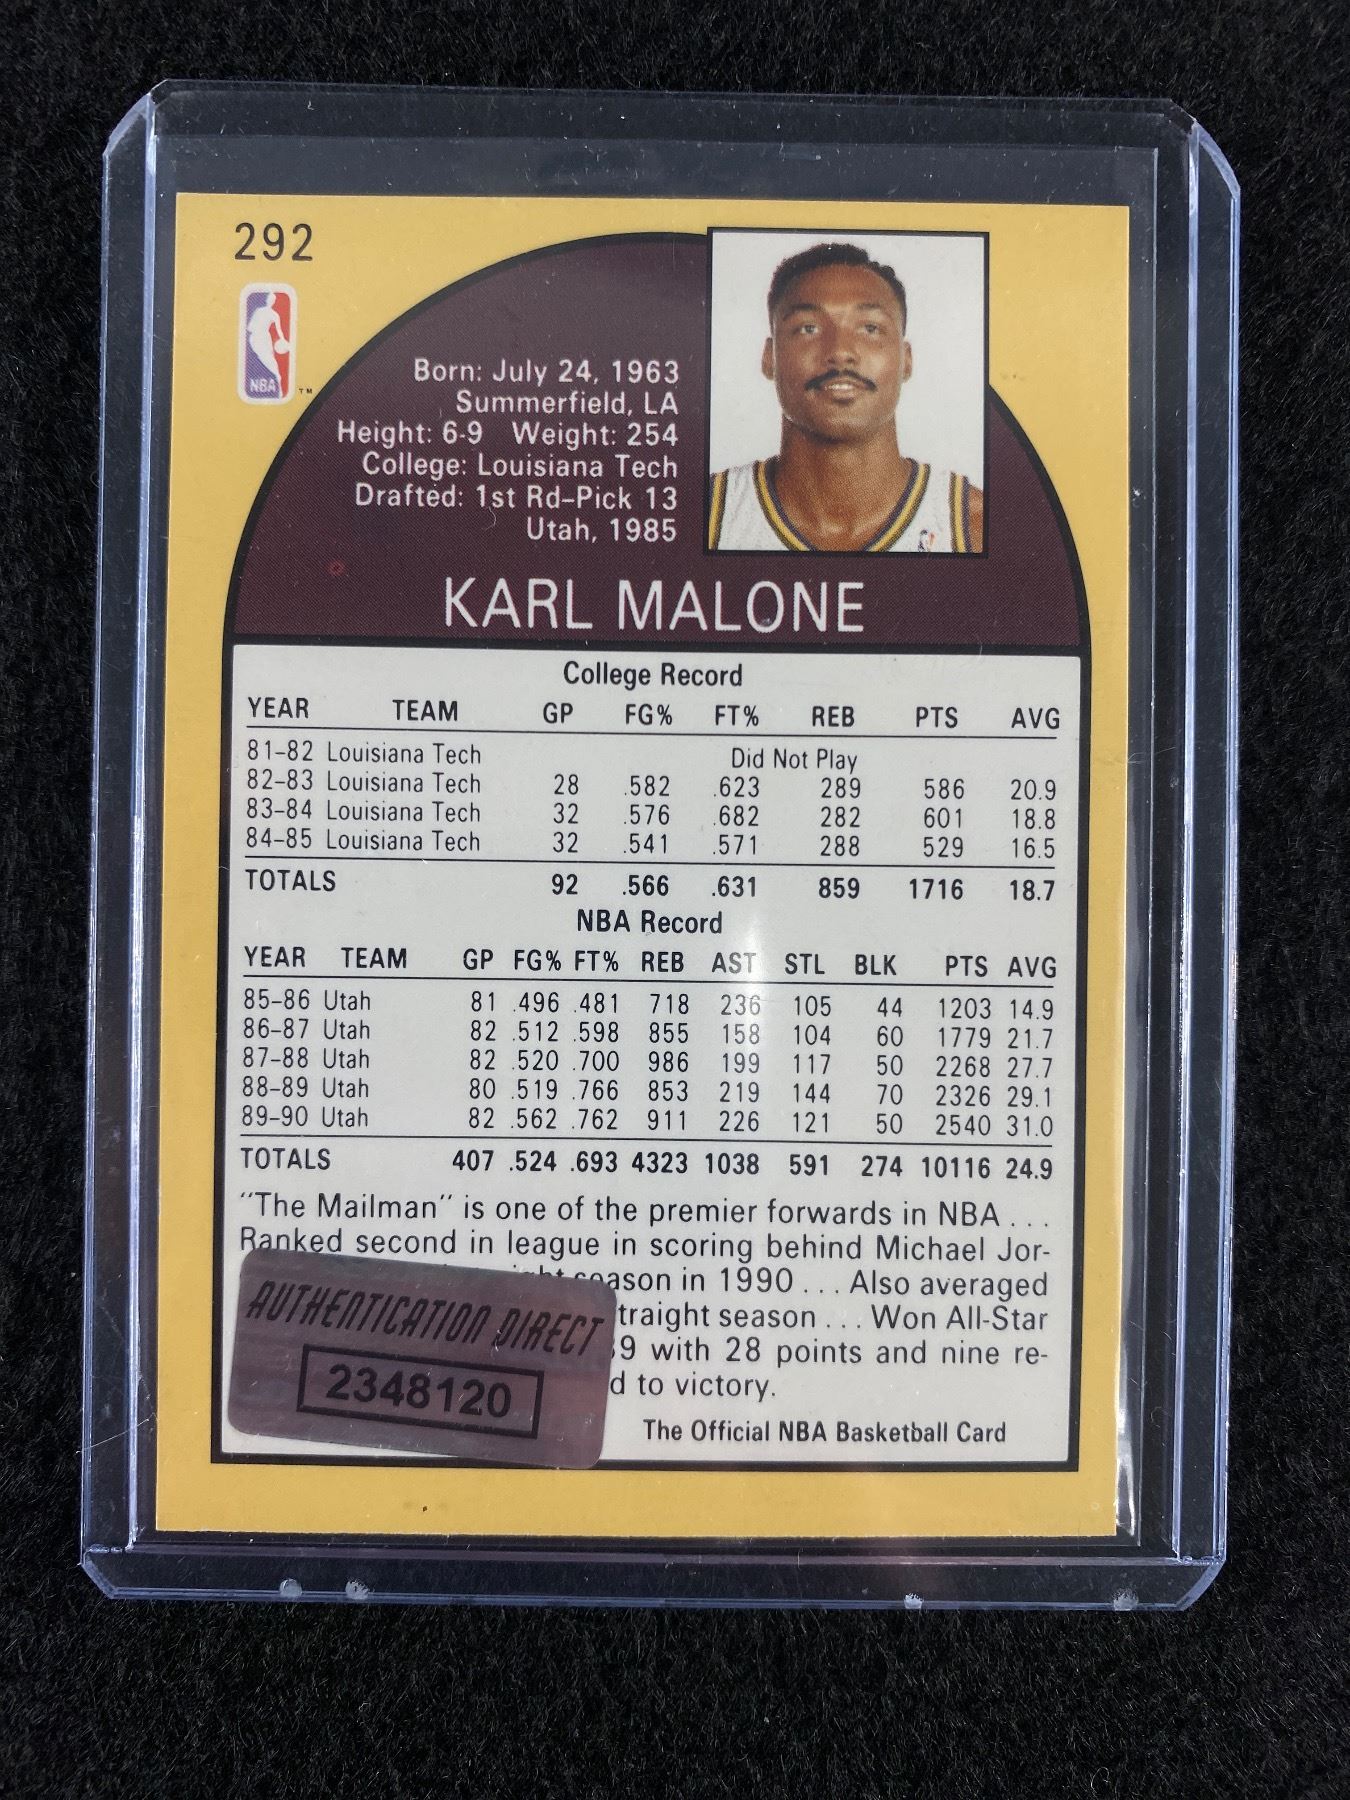 292
NBA
TM
Born: July 24, 1963
Summerfield, LA
Height: 6-9 Weight: 254
College: Louisiana Tech
Drafted: 1st Rd–Pick 13
Utah, 1985
KARL MALONE
College Record
YEAR TEAM GP FG% FT% REB PTS AVG
81–82 Louisiana Tech Did Not Play
82–83 Louisiana Tech 28 .582 .623 289 586 20.9
83–84 Louisiana Tech 32 .576 .682 282 601 18.8
84–85 Louisiana Tech 32 .541 .571 288 529 16.5
TOTALS 92 .566 .631 859 1716 18.7
NBA Record
YEAR TEAM GP FG% FT% REB AST STL BLK PTS AVG
85–86 Utah 81 .496 .481 718 236 105 44 1203 14.9
86–87 Utah 82 .512 .598 855 158 104 60 1779 21.7
87–88 Utah 82 .520 .700 986 199 117 50 2268 27.7
88–89 Utah 80 .519 .766 853 219 144 70 2326 29.1
89–90 Utah 82 .562 .762 911 226 121 50 2540 31.0
TOTALS 407 .524 .693 4323 1038 591 274 10116 24.9
"The Mailman" is one of the premier forwards in NBA . . .
Ranked second in league in scoring behind Michael Jor-
season in 1990 . . . Also averaged
traight season . . . Won All-Star
9 with 28 points and nine re-
d to victory.
AUTHENTICATION DIRECT
2348120
The Official NBA Basketball Card